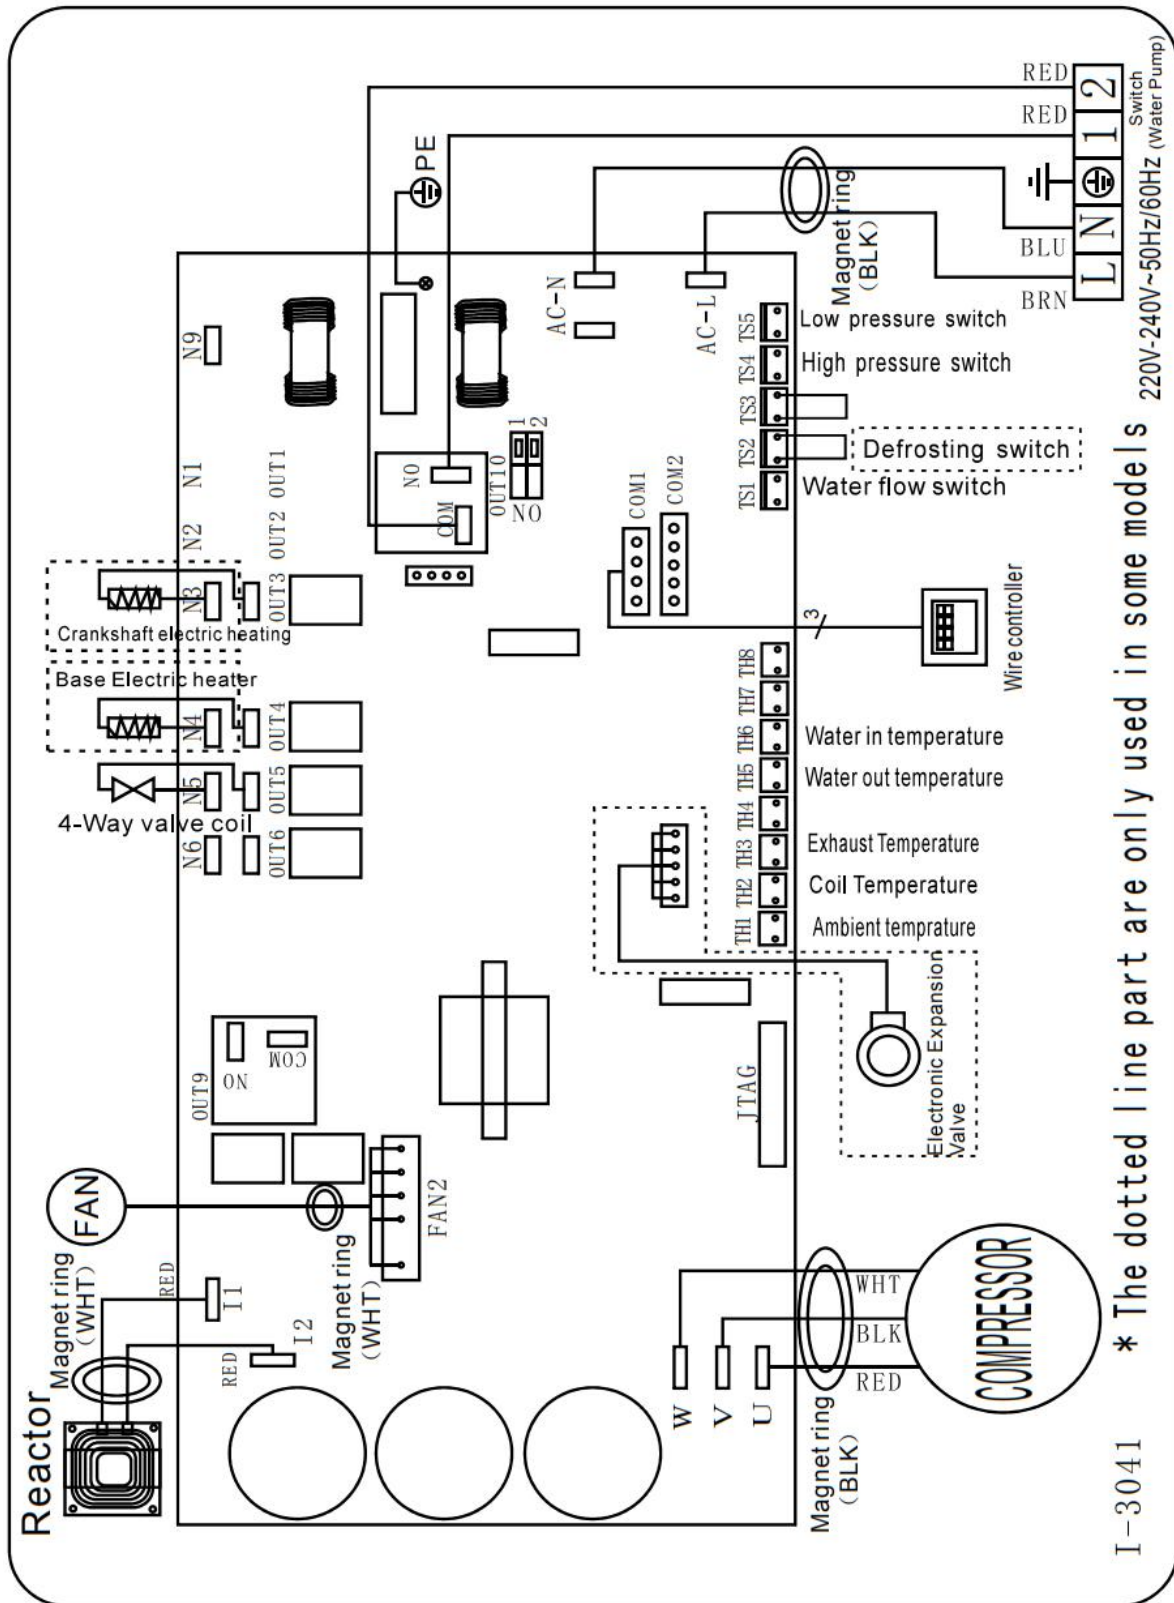 Reactor
Magnet ring
(WHT)
RED
RED
I1
I2
FAN
Magnet ring
(WHT)
FAN2
OUT9
NO
COM
N6
N5
N4
N3
N2
N1
N9
OUT6
OUT5
OUT4
OUT3
OUT2
OUT1
4-Way valve coil
Base Electric heater
Crankshaft electric heating
COM
NO
OUT10
NO
1
2
PE
AC-N
AC-L
COM1
COM2
JTAG
TH1
TH2
TH3
TH4
TH5
TH6
TH7
TH8
TS1
TS2
TS3
TS4
TS5
Ambient temprature
Coil Temperature
Exhaust Temperature
Water out temperature
Water in temperature
Water flow switch
Defrosting switch
High pressure switch
Low pressure switch
3
Wire controller
Electronic Expansion
Valve
W
V
U
WHT
BLK
RED
Magnet ring
(BLK)
COMPRESSOR
Magnet ring
(BLK)
BRN
BLU
RED
RED
L
N
1
2
220V-240V~50Hz/60Hz
Switch
(Water Pump)
I-3041
* The dotted line part are only used in some models